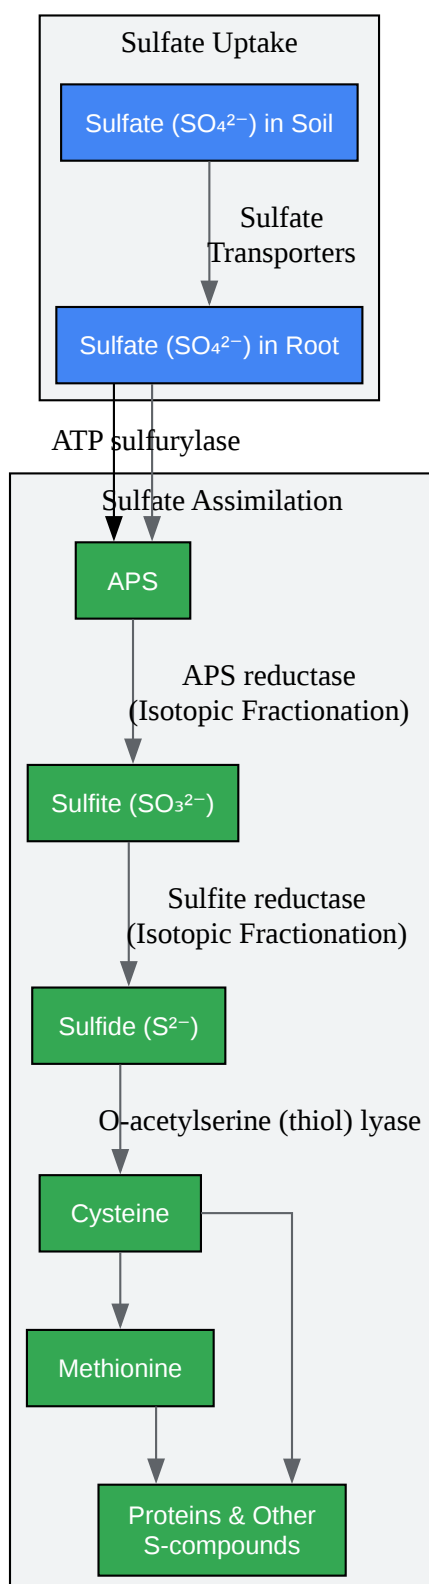 Sulfate Uptake
Sulfate (SO₄²⁻) in Soil
Sulfate
Transporters
Sulfate (SO₄²⁻) in Root
ATP sulfurylase
Sulfate Assimilation
APS
APS reductase
(Isotopic Fractionation)
Sulfite (SO₃²⁻)
Sulfite reductase
(Isotopic Fractionation)
Sulfide (S²⁻)
O-acetylserine (thiol) lyase
Cysteine
Methionine
Proteins & Other
S-compounds